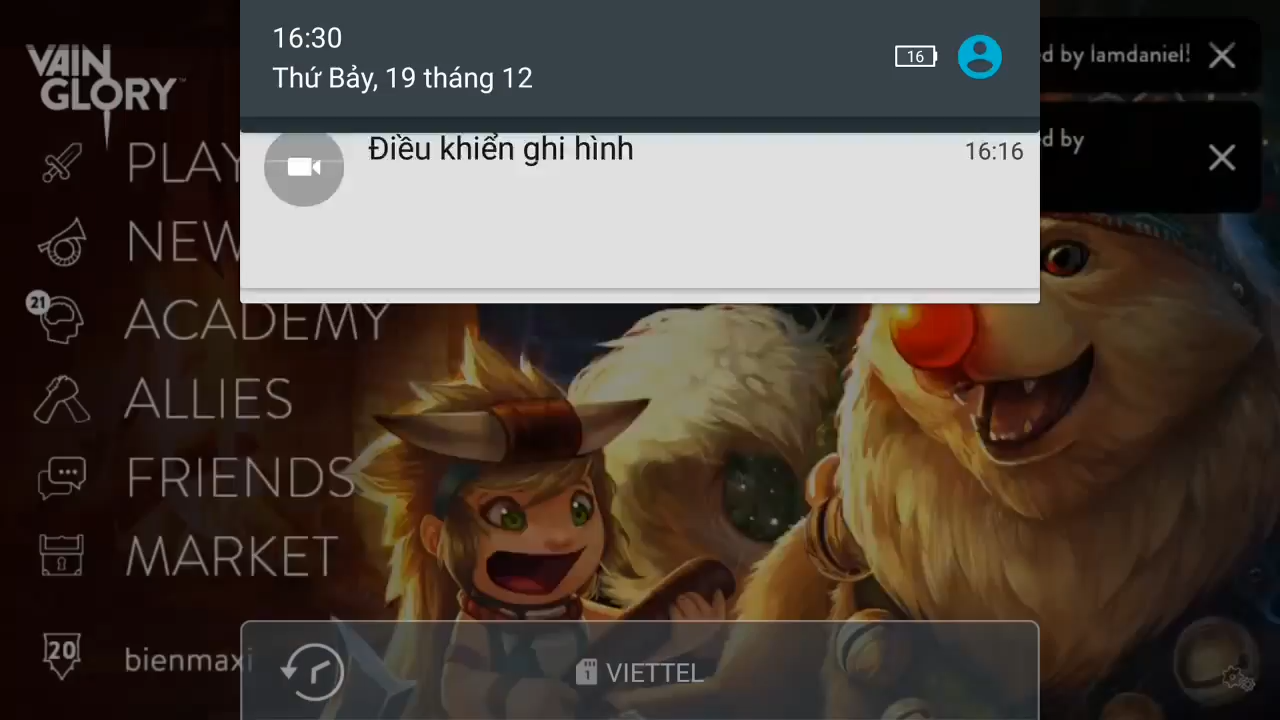 16:30
Thứ Bảy, 19 tháng 12
16
d by lamdaniel!
Điều khiển ghi hình
16:16
d by
VAIN
GLORY
PLAY
NEW
21
ACADEMY
ALLIES
FRIENDS
MARKET
20
bienmaxi
1
VIETTEL